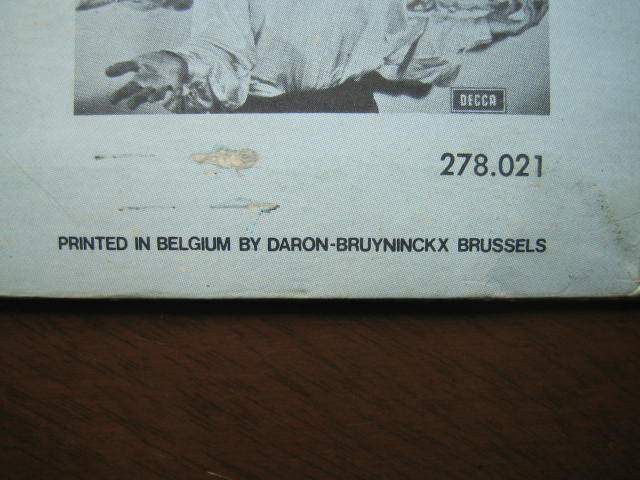 DECCA
278.021
PRINTED IN BELGIUM BY DARON-BRUYNINCKX BRUSSELS